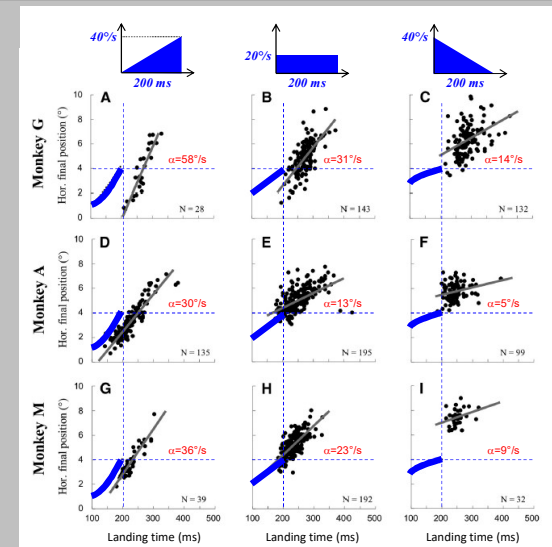 40°/s
200 ms
20°/s
200 ms
40°/s
200 ms
Monkey G
Hor. final position (°)
10
8
6
4
2
0
A
α=58°/s
N = 28
B
α=31°/s
N = 143
C
α=14°/s
N = 132
Monkey A
Hor. final position (°)
10
8
6
4
2
0
D
α=30°/s
N = 135
E
α=13°/s
N = 195
F
α=5°/s
N = 99
Monkey M
Hor. final position (°)
10
8
6
4
2
0
G
α=36°/s
N = 39
H
α=23°/s
N = 192
I
α=9°/s
N = 32
100 200 300 400 500
100 200 300 400 500
100 200 300 400 500
Landing time (ms)
Landing time (ms)
Landing time (ms)